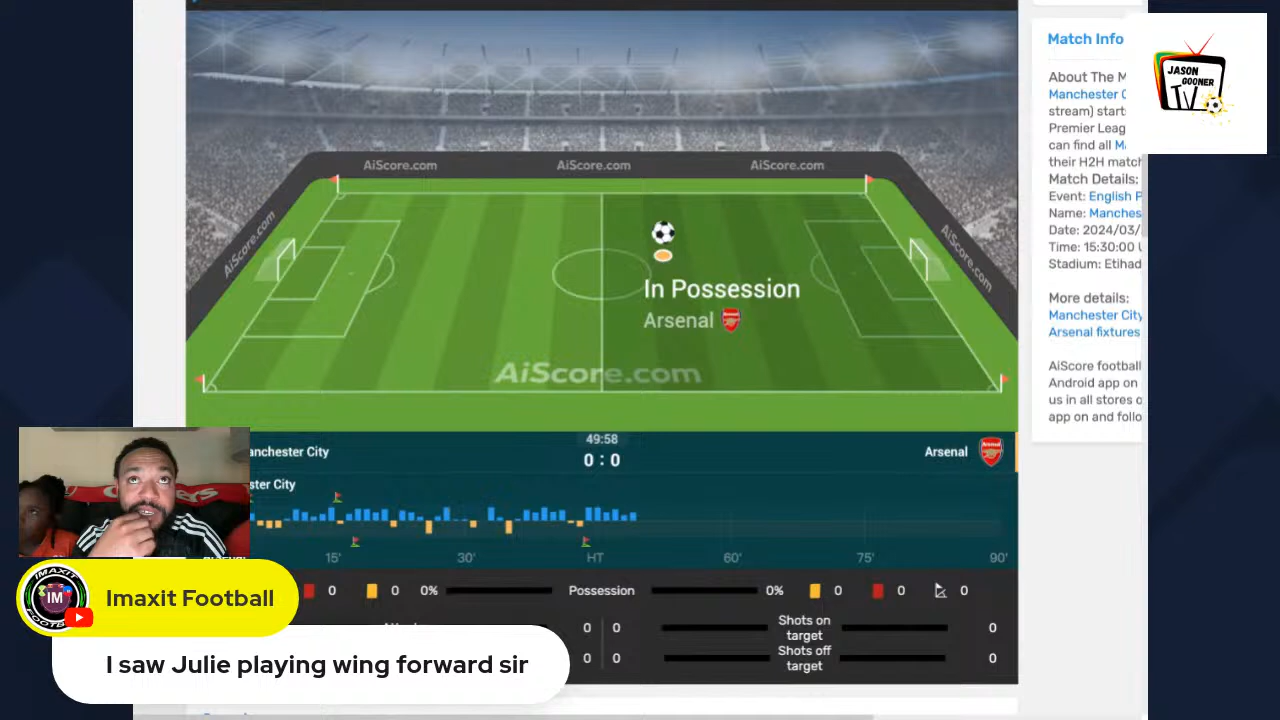 Match Info
JASON
GOONER
TV
About The M
Manchester C
stream) start
Premier Leag
can find all M
their H2H match
Match Details:
Event: English P
Name: Manches
Date: 2024/03/
Time: 15:30:00 U
Stadium: Etihad
More details:
Manchester City
Arsenal fixtures
AiScore football
Android app on
us in all stores o
app on and follo
AiScore.com AiScore.com AiScore.com
AiScore.com AiScore.com
In Possession
Arsenal
AiScore.com
anchester City 49:58 Arsenal
0 : 0
ster City
15' 30' HT 60' 75' 90'
0 0 0% Possession 0% 0 0 0
0 0 Shots on target 0
0 0 Shots off target 0
IMAXIT
IM
FOOTBALL
Imaxit Football
I saw Julie playing wing forward sir